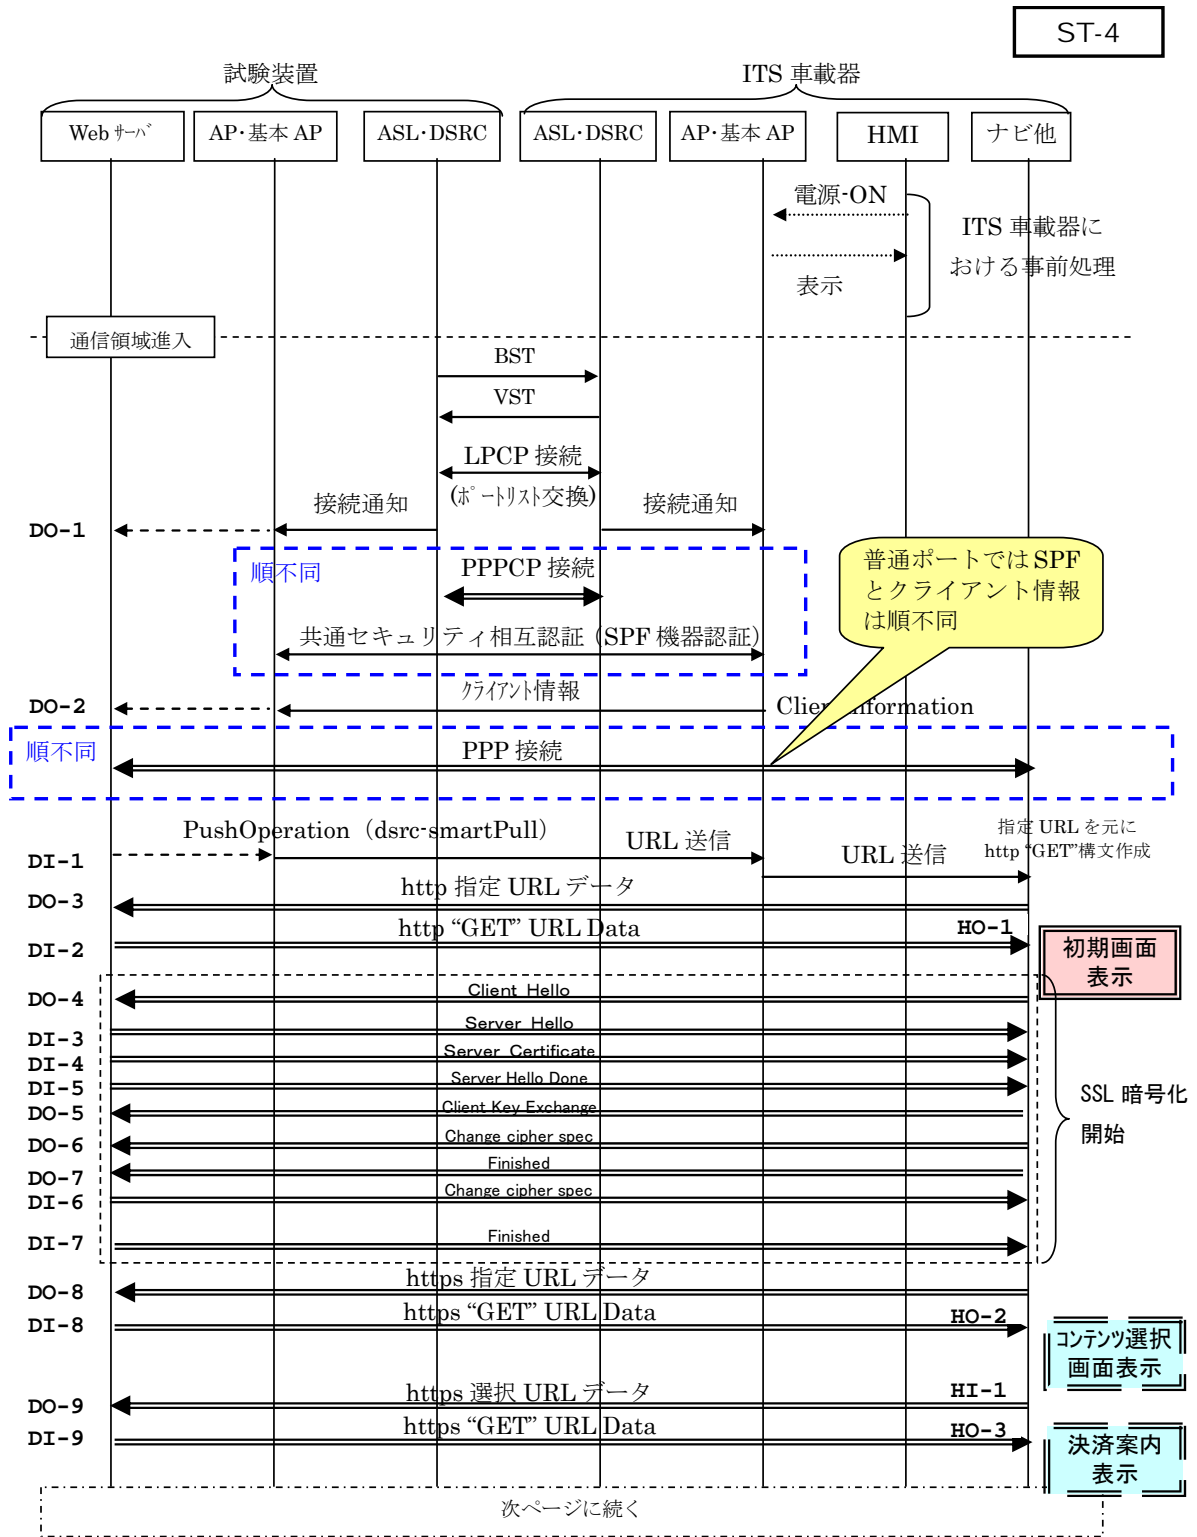 ST-4
試験装置
ITS 車載器
Web ｻｰﾊﾞ
AP･基本 AP
ASL･DSRC
ASL･DSRC
AP･基本 AP
HMI
ナビ他
電源-ON
ITS 車載器に
おける事前処理
表示
通信領域進入
BST
VST
LPCP 接続
(ﾎﾟｰﾄﾘｽﾄ交換)
接続通知
接続通知
DO-1
順不同
PPPCP 接続
普通ポートでは SPF
とクライアント情報
は順不同
共通セキュリティ相互認証（SPF 機器認証）
ｸﾗｲｱﾝﾄ情報
DO-2
Client Information
順不同
PPP 接続
PushOperation（dsrc-smartPull）
URL 送信
URL 送信
指定 URL を元に
http “GET”構文作成
DI-1
http 指定 URL データ
DO-3
http “GET” URL Data
HO-1
DI-2
初期画面
表示
Client Hello
DO-4
Server Hello
DI-3
Server Certificate
DI-4
Server Hello Done
DI-5
Client Key Exchange
DO-5
SSL 暗号化
開始
Change cipher spec
DO-6
Finished
DO-7
Change cipher spec
DI-6
Finished
DI-7
https 指定 URL データ
DO-8
https “GET” URL Data
HO-2
DI-8
ｺﾝﾃﾝﾂ選択
画面表示
https 選択 URL データ
HI-1
DO-9
https “GET” URL Data
HO-3
DI-9
決済案内
表示
次ページに続く